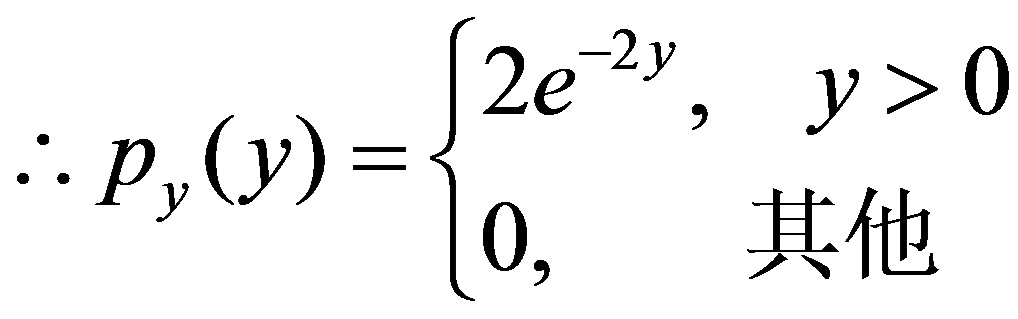 ∴ p_y(y) = { 2e^{-2y}, y > 0
0, 其他